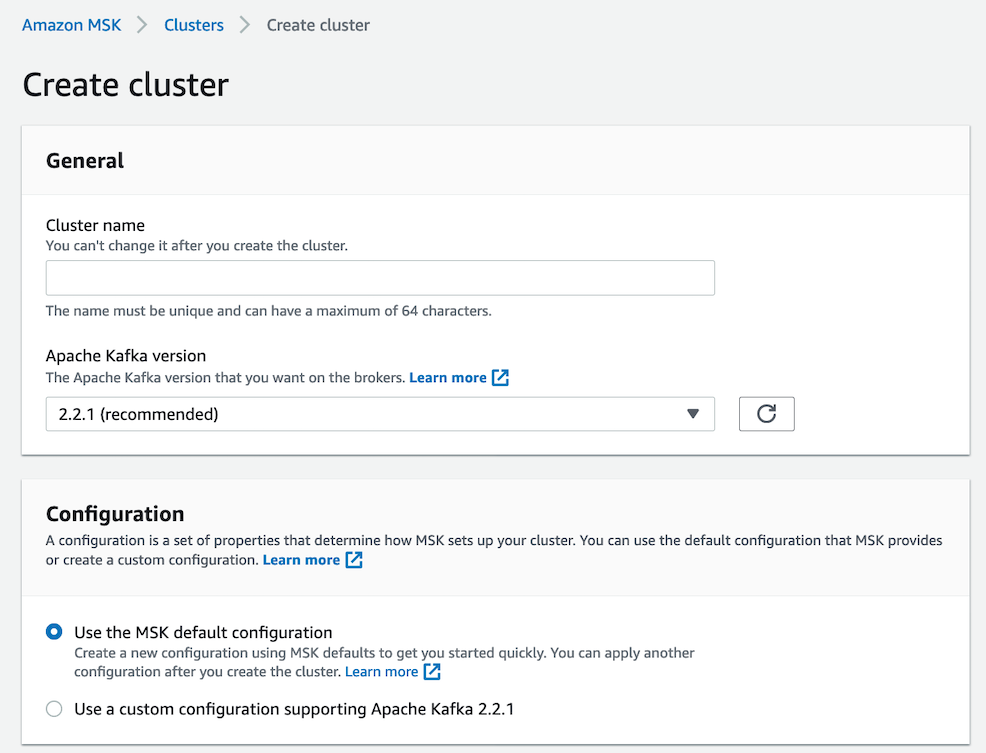 Amazon MSK > Clusters > Create cluster
Create cluster
General
Cluster name
You can't change it after you create the cluster.
The name must be unique and can have a maximum of 64 characters.
Apache Kafka version
The Apache Kafka version that you want on the brokers. Learn more
2.2.1 (recommended)
Configuration
A configuration is a set of properties that determine how MSK sets up your cluster. You can use the default configuration that MSK provides
or create a custom configuration. Learn more
Use the MSK default configuration
Create a new configuration using MSK defaults to get you started quickly. You can apply another
configuration after you create the cluster. Learn more
Use a custom configuration supporting Apache Kafka 2.2.1